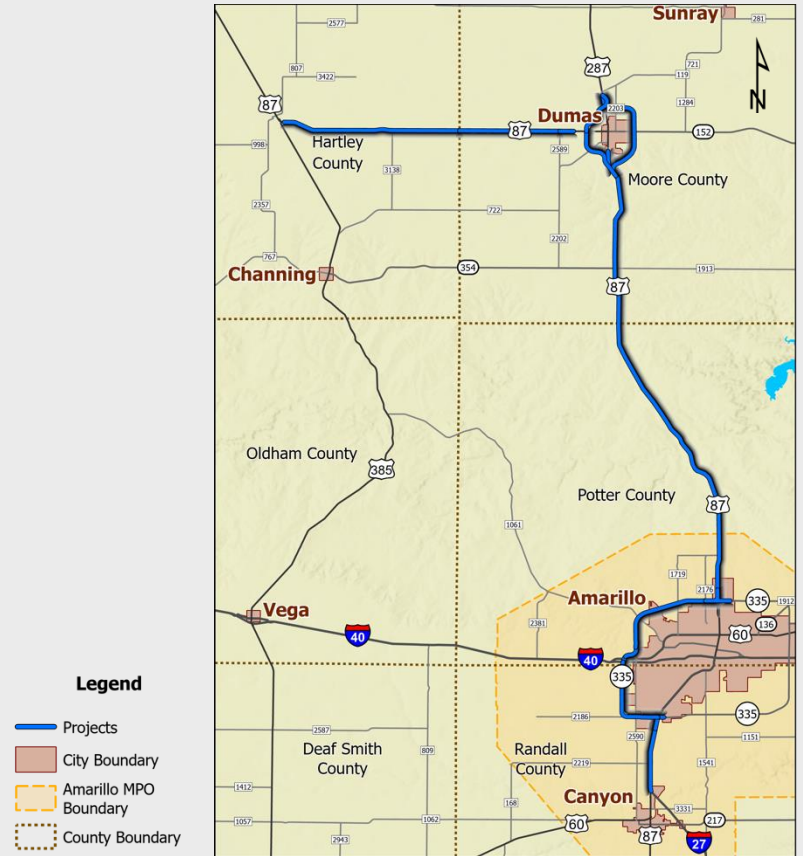 Sunray
281
2577
721
807
287
119
3422
N
87
2203
1284
Dumas
87
152
Hartley
County
998
2589
3138
Moore County
2357
722
2202
767
354
1913
Channing
87
Oldham County
385
Potter County
87
1061
1719
2176
Amarillo
335
1912
136
Vega
2381
60
40
40
335
Legend
Projects
City Boundary
Amarillo MPO
Boundary
County Boundary
2186
335
2587
Deaf Smith
County
809
Randall
County
2590
1151
2219
1541
1412
168
Canyon
3331
1057
1062
60
217
2943
87
27